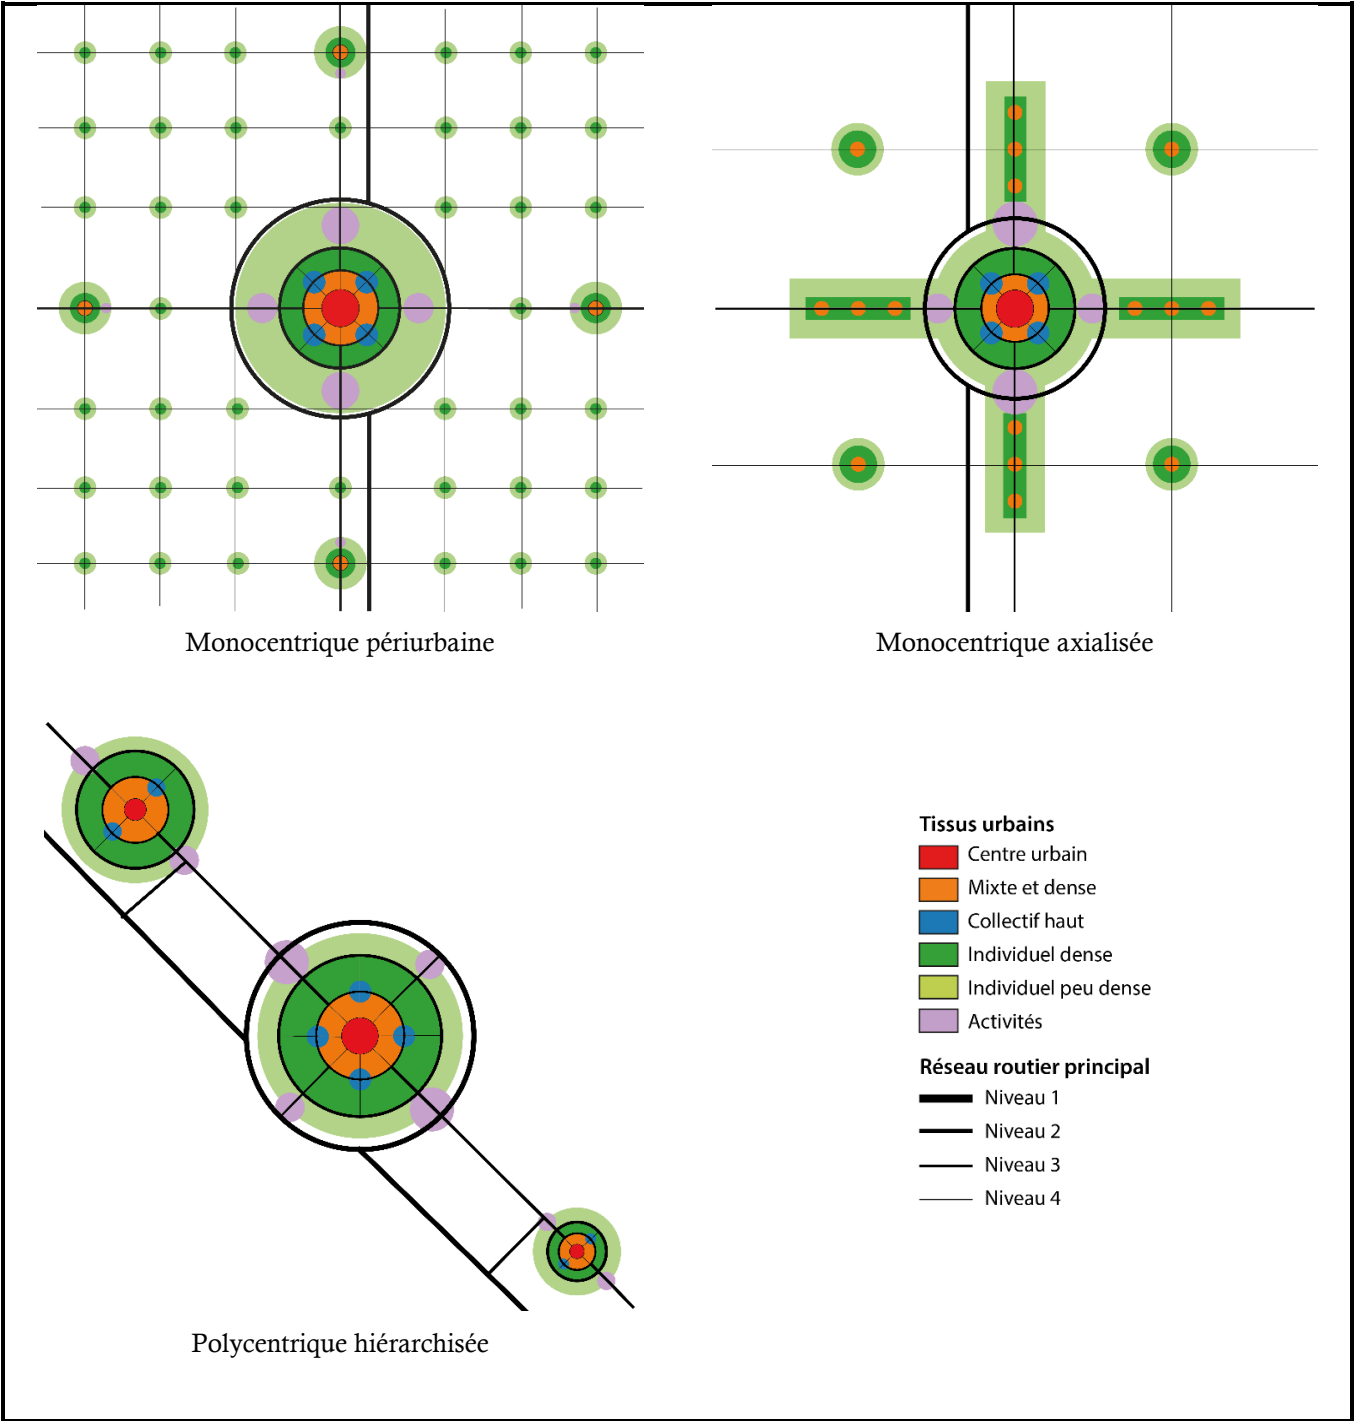 Monocentrique périurbaine
Monocentrique axialisée
Polycentrique hiérarchisée
Tissus urbains
Centre urbain
Mixte et dense
Collectif haut
Individuel dense
Individuel peu dense
Activités
Réseau routier principal
Niveau 1
Niveau 2
Niveau 3
Niveau 4